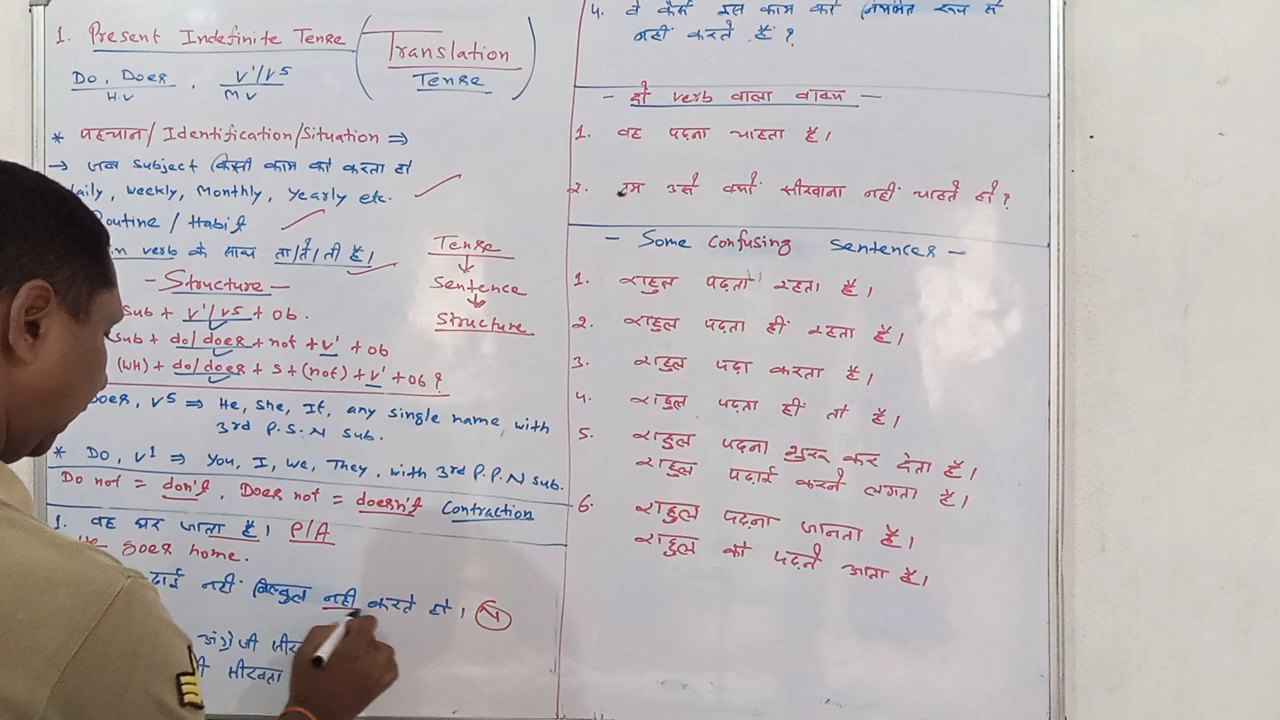 1. Present Indefinite Tense
Translation
Tense
Do, Does
H.V
V¹/V⁵
MV
* पहचान/Identification/Situation ⇒
→ जब subject किसी काम को करता हो
aily, weekly, Monthly, yearly etc.
outine / Habit
in verb के साथ ता/ते/ती है।
Tense
Sentence
Structure
- Structure -
Sub + V¹/V⁵ + Ob.
Sub + do/does + not + V¹ + ob
(WH) + do/does + S + (not) + V¹ + ob ?
oes, V⁵ ⇒ He, She, It, any single name, with
3rd P.S.N sub.
* Do, V¹ ⇒ You, I, We, They, with 3rd P.P.N sub.
Do not = don't, Does not = doesn't Contraction
1. वह घर जाता है। P/A
goes home.
नहीं बिल्कुल नही करते हो। N
अंग्रेजी
सीखता
4. वे कैसे इस काम को नियमित रूप से
नहीं करते हैं ?
- दो verb वाला वाक्य -
1. वह पढ़ना चाहता है।
2. तुम उसे क्यों सीखाना नहीं चाहते हो ?
- Some Confusing Sentences -
1. राहुल पढ़ता रहता है।
2. राहुल पढ़ता हीं रहता है।
3. राहुल पढ़ा करता है।
4. राहुल पढ़ता हीं तो है।
5. राहुल पढ़ना शुरू कर देता है।
राहुल पढ़ाई करने लगता है।
6. राहुल पढ़ना जानता है।
राहुल को पढ़ने आता है।